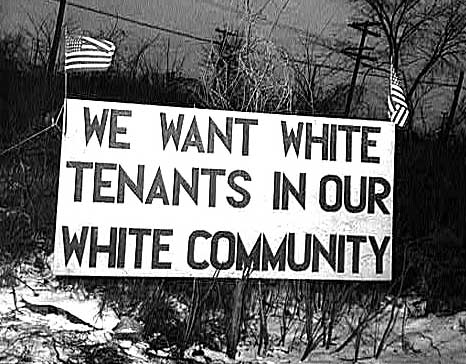 WE WANT WHITE
TENANTS IN OUR
WHITE COMMUNITY